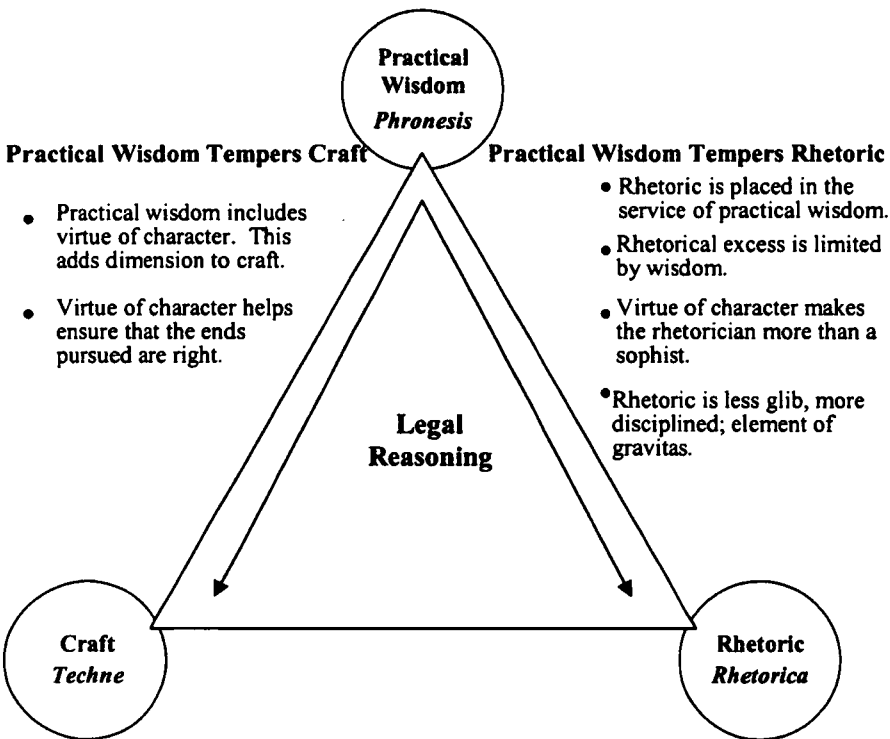 Practical
Wisdom
Phronesis
Practical Wisdom Tempers Craft
• Practical wisdom includes
virtue of character. This
adds dimension to craft.
• Virtue of character helps
ensure that the ends
pursued are right.
Practical Wisdom Tempers Rhetoric
• Rhetoric is placed in the
service of practical wisdom.
• Rhetorical excess is limited
by wisdom.
• Virtue of character makes
the rhetorician more than a
sophist.
• Rhetoric is less glib, more
disciplined; element of
gravitas.
Legal
Reasoning
Craft
Techne
Rhetoric
Rhetorica